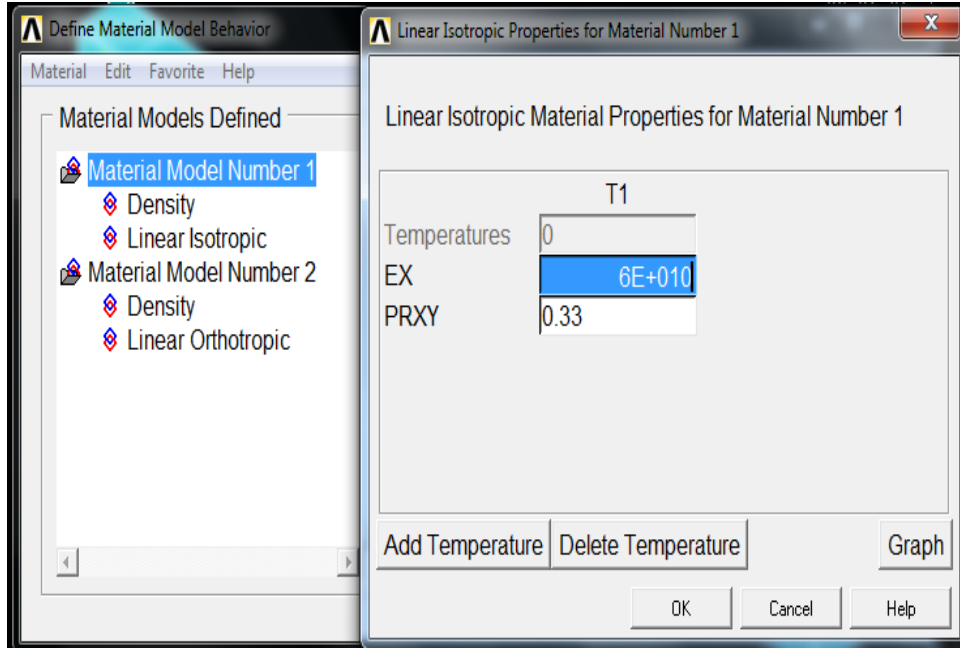 Define Material Model Behavior
Material Edit Favorite Help
Material Models Defined
Material Model Number 1
Density
Linear Isotropic
Material Model Number 2
Density
Linear Orthotropic
Linear Isotropic Properties for Material Number 1
X
Linear Isotropic Material Properties for Material Number 1
T1
Temperatures 0
EX 6E+010
PRXY 0.33
Add Temperature Delete Temperature Graph
OK Cancel Help